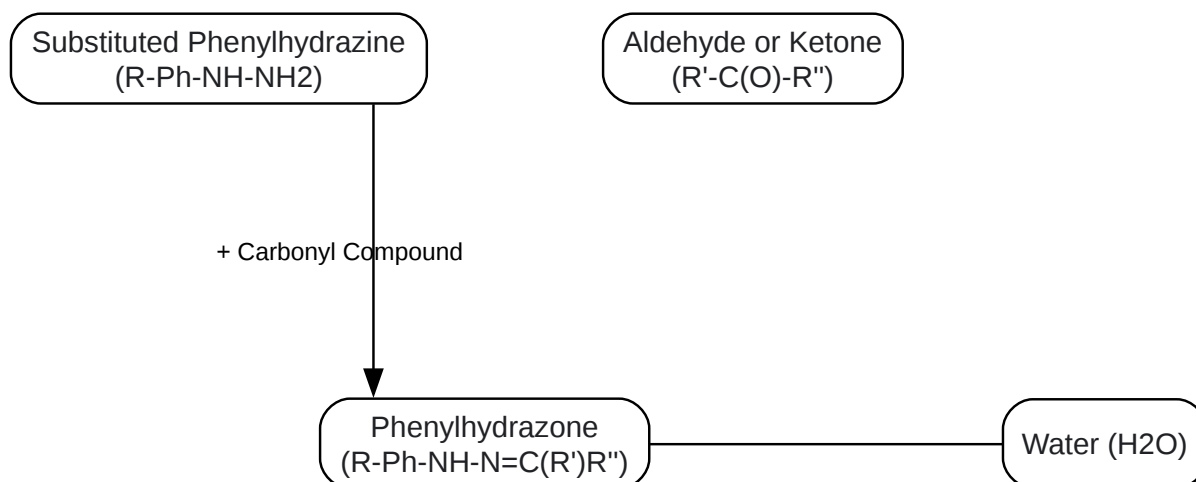 Substituted Phenylhydrazine
(R-Ph-NH-NH2)
Aldehyde or Ketone
(R'-C(O)-R'')
+ Carbonyl Compound
Phenylhydrazone
(R-Ph-NH-N=C(R')R'')
Water (H2O)